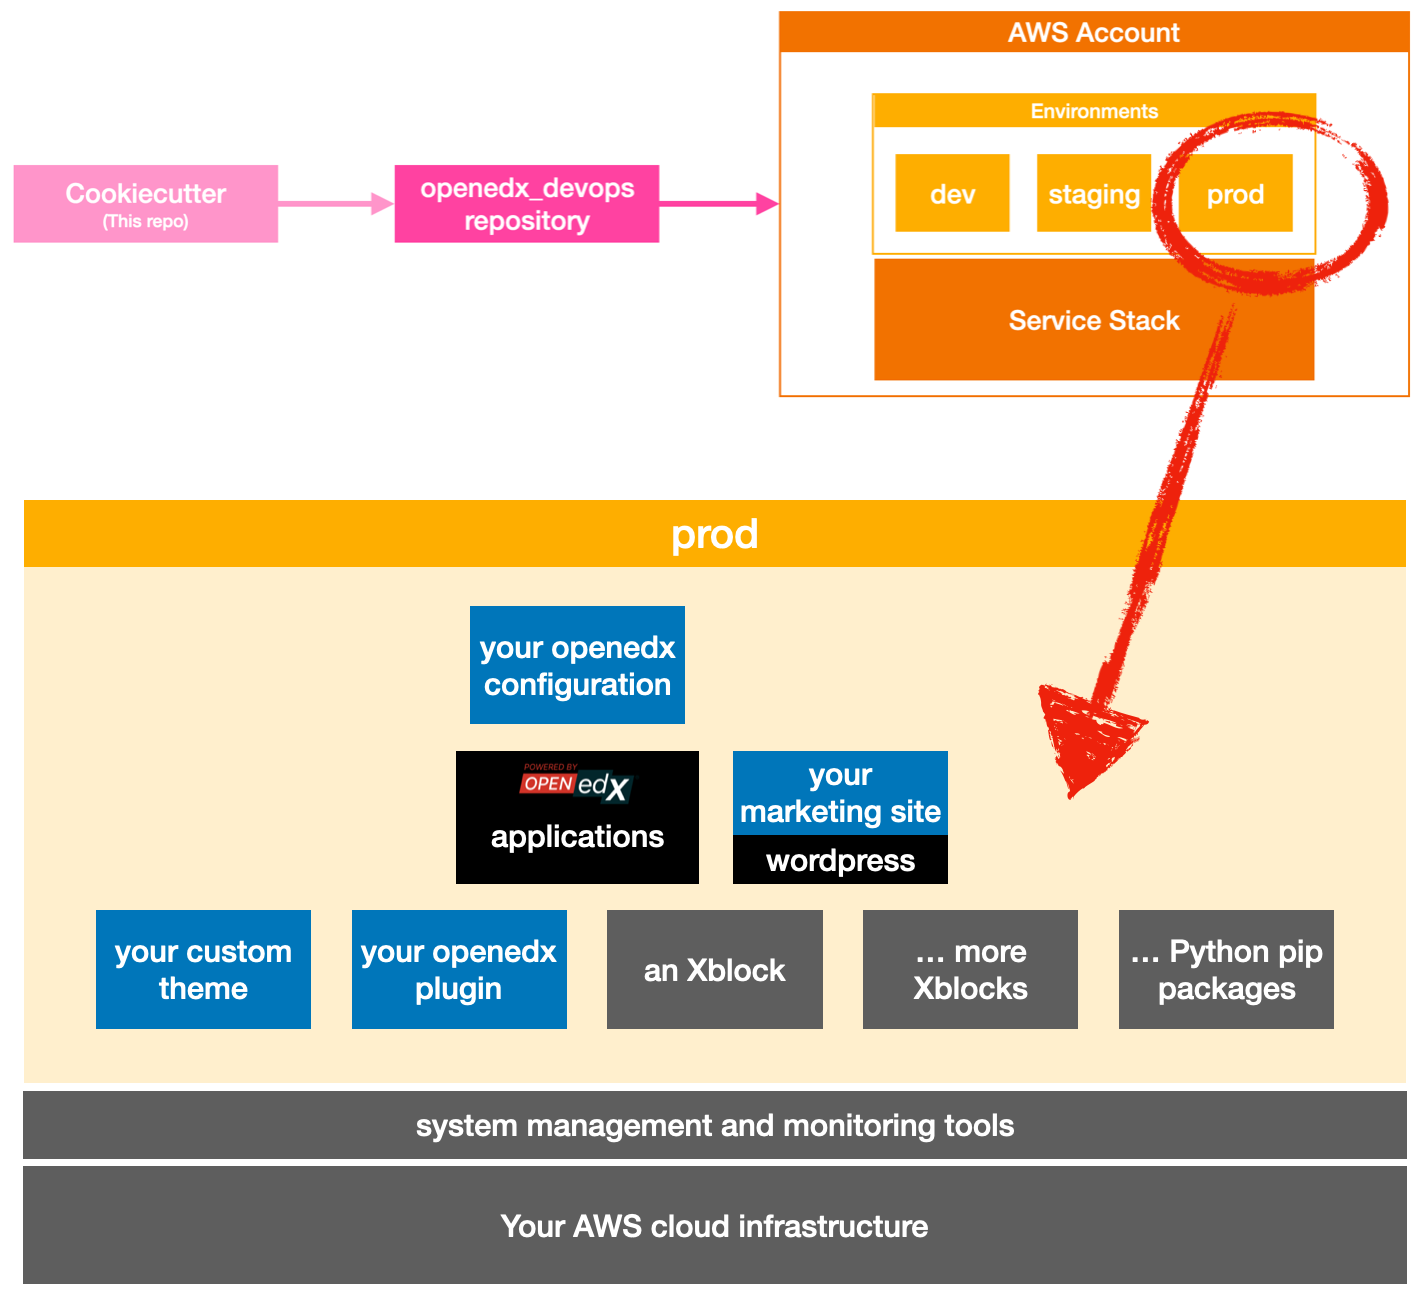 AWS Account
Environments
dev
staging
prod
Service Stack
Cookiecutter
(This repo)
openedx_devops
repository
prod
your openedx
configuration
POWERED BY
OPEN edX
applications
your
marketing site
wordpress
your custom
theme
your openedx
plugin
an Xblock
... more
Xblocks
... Python pip
packages
system management and monitoring tools
Your AWS cloud infrastructure